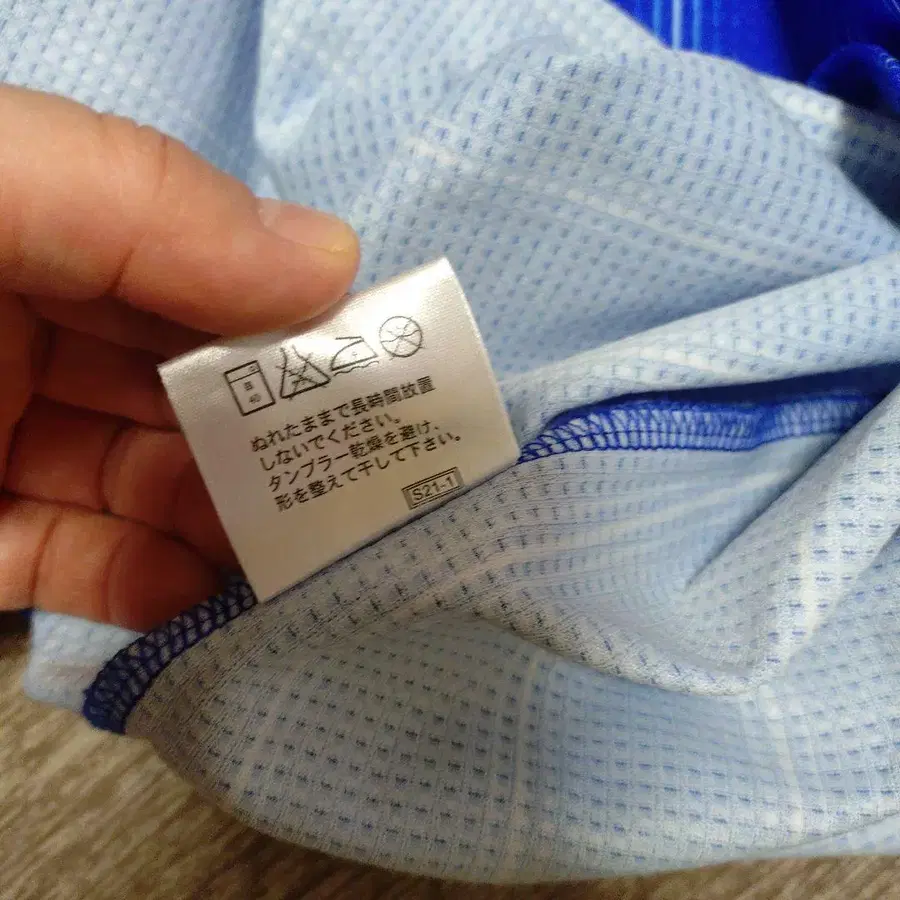 弱
40
ぬれたままで長時間放置
しないでください。
タンブラー乾燥を避け、
形を整えて干して下さい。
S21-1